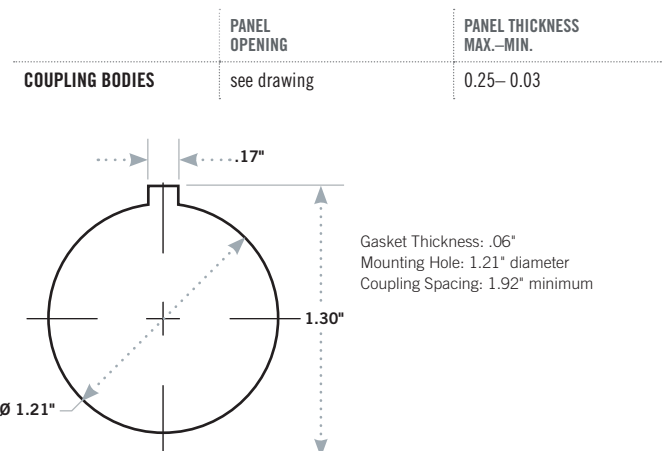 PANEL OPENING
PANEL THICKNESS MAX.–MIN.
COUPLING BODIES see drawing 0.25– 0.03
.17"
Gasket Thickness: .06"
Mounting Hole: 1.21" diameter
Coupling Spacing: 1.92" minimum
1.30"
Ø 1.21"